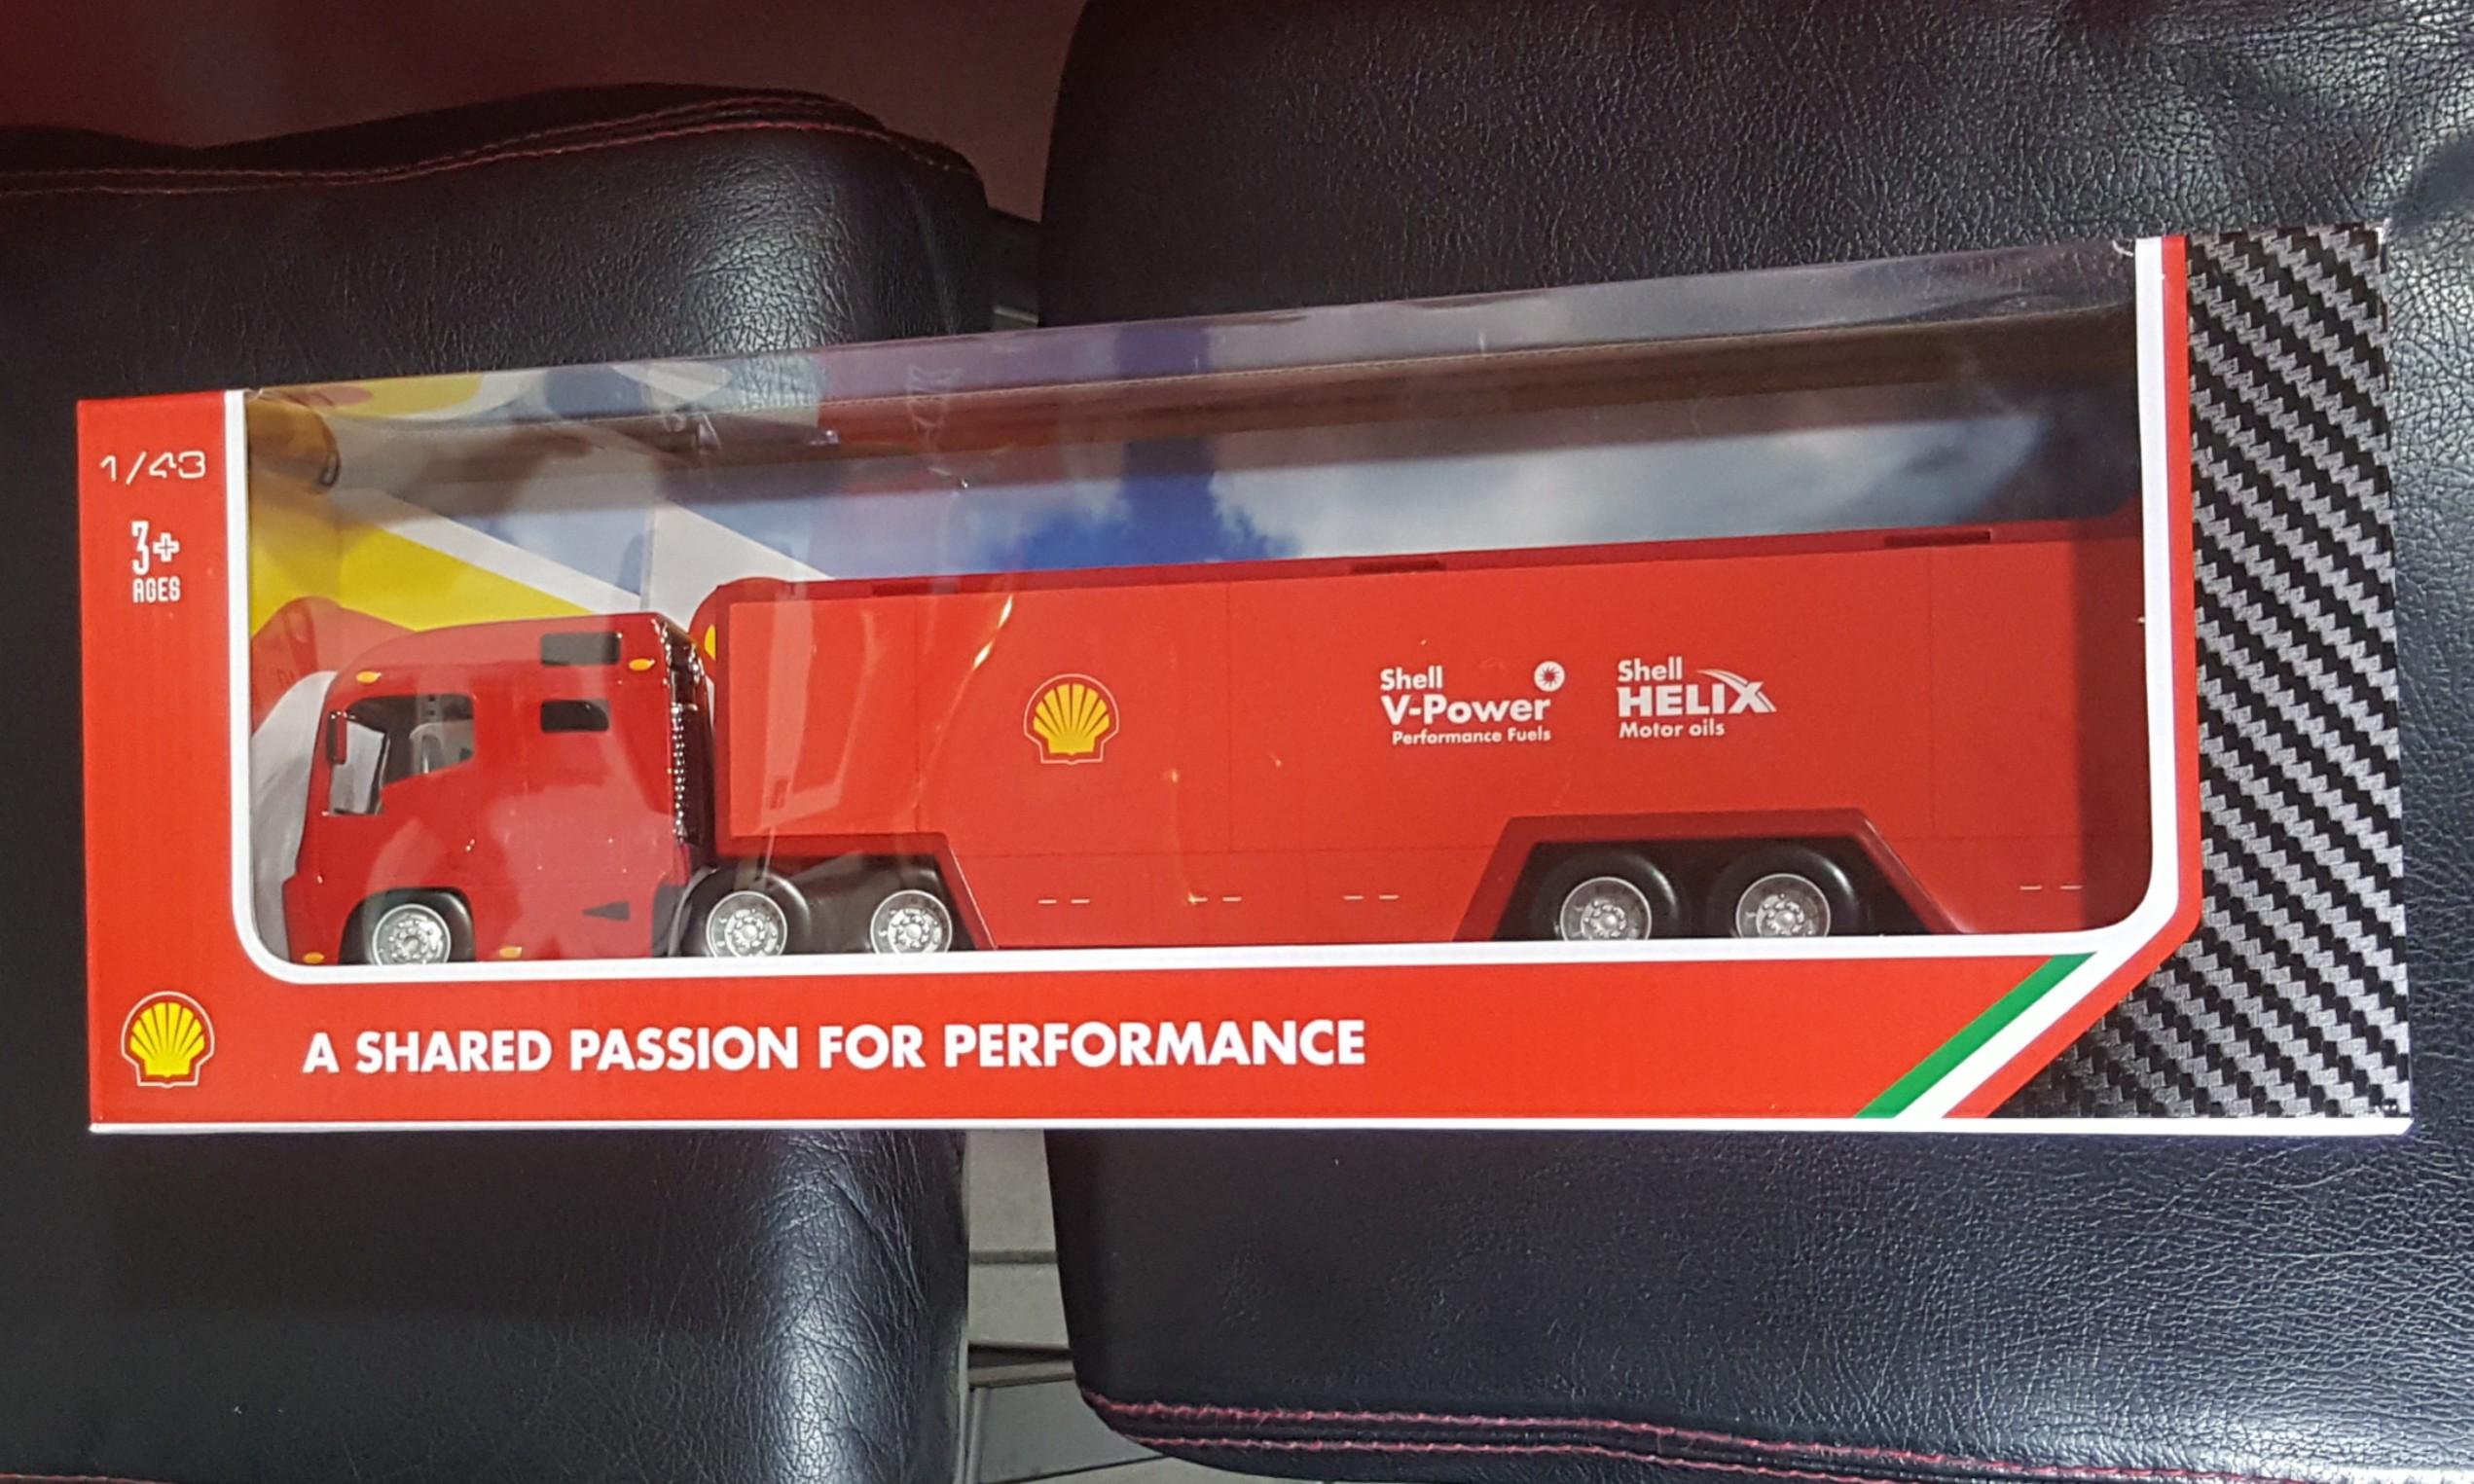 1/43
3+
AGES
Shell
V-Power
Performance Fuels
Shell
HELIX
Motor oils
A SHARED PASSION FOR PERFORMANCE